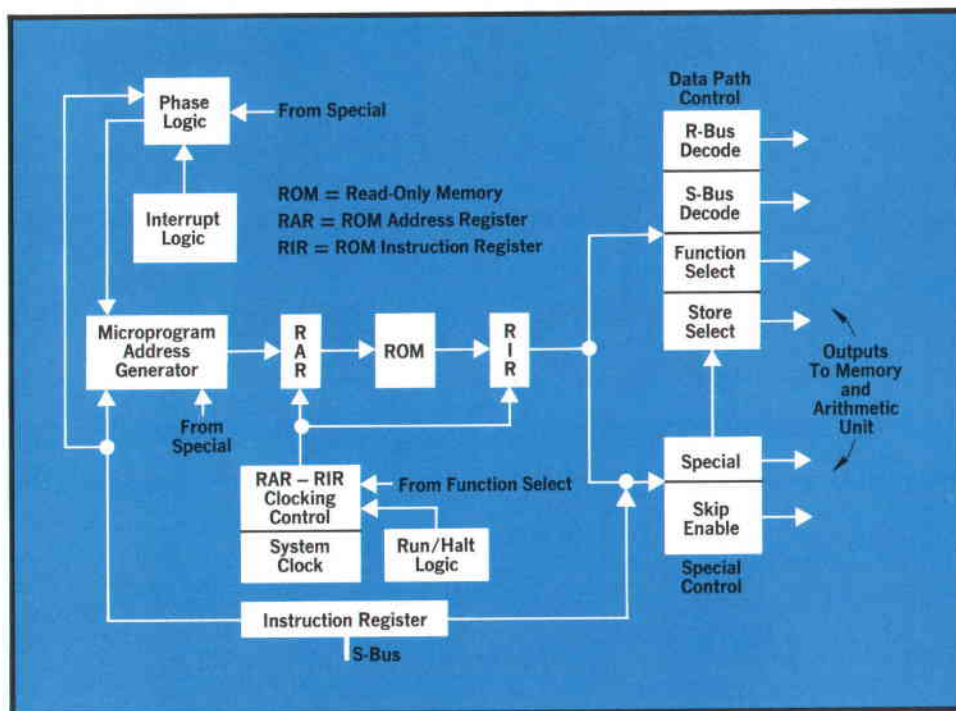 Phase
Logic
From Special
Interrupt
Logic
ROM = Read-Only Memory
RAR = ROM Address Register
RIR = ROM Instruction Register
Data Path
Control
R-Bus
Decode
S-Bus
Decode
Function
Select
Store
Select
Microprogram
Address
Generator
R
A
R
ROM
R
I
R
Outputs
To Memory
and
Arithmetic
Unit
From
Special
RAR – RIR
Clocking
Control
System
Clock
From Function Select
Run/Halt
Logic
Special
Skip
Enable
Special
Control
Instruction Register
S-Bus